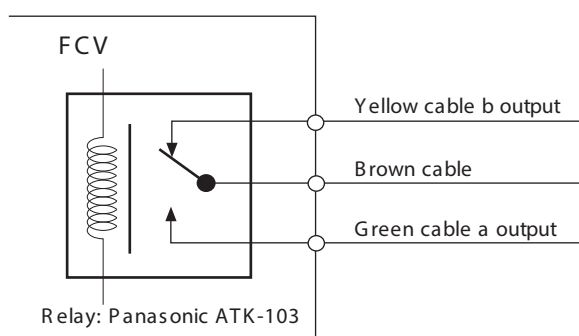 FCV
Yellow cable b output
Brown cable
Green cable a output
Relay: Panasonic ATK-103